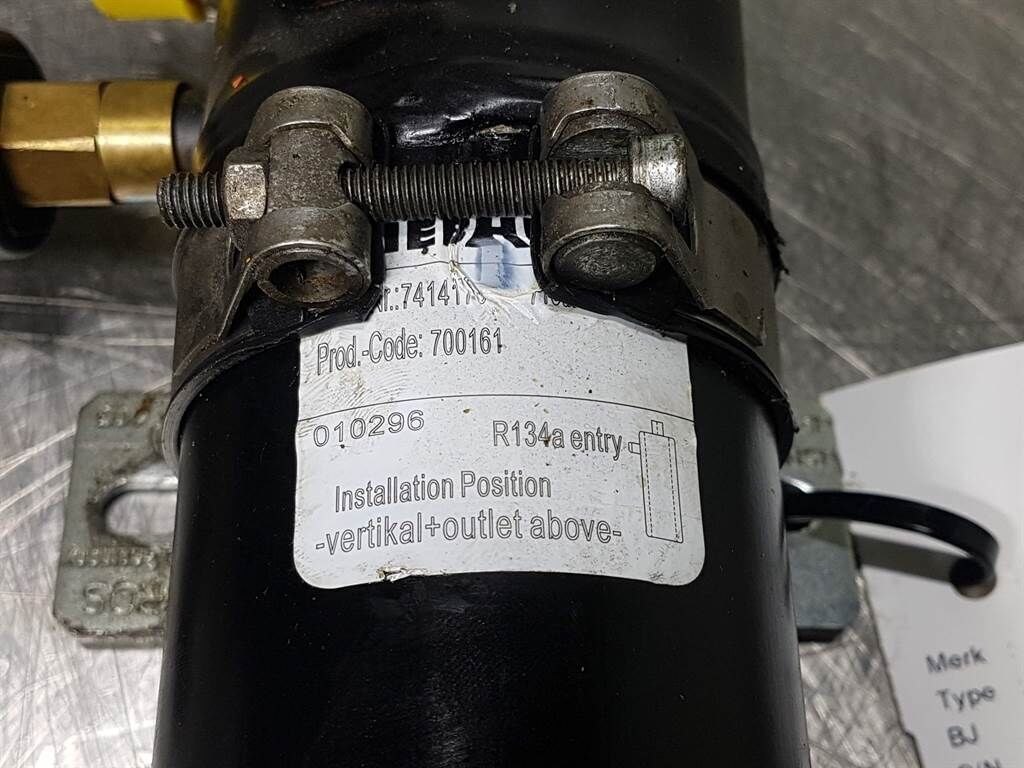 Prod.-Code: 700161
010296
R134a entry
Installation Position
-vertikal+outlet above-
Merk
Type
BJ